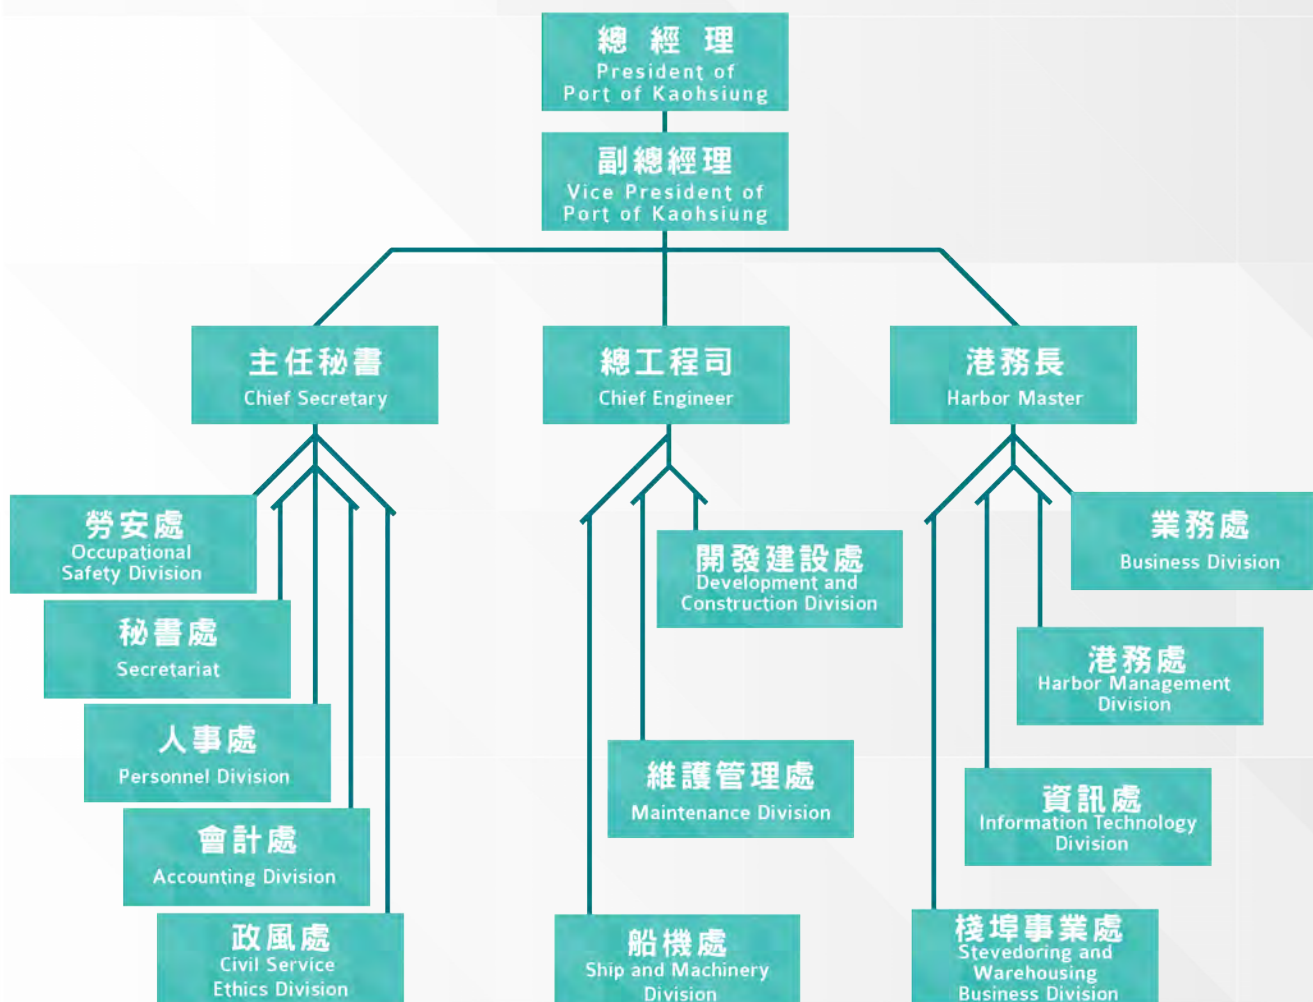 總經理
President of
Port of Kaohsiung
副總經理
Vice President of
Port of Kaohsiung
主任秘書
Chief Secretary
總工程司
Chief Engineer
港務長
Harbor Master
勞安處
Occupational
Safety Division
秘書處
Secretariat
人事處
Personnel Division
會計處
Accounting Division
政風處
Civil Service
Ethics Division
開發建設處
Development and
Construction Division
維護管理處
Maintenance Division
船機處
Ship and Machinery
Division
業務處
Business Division
港務處
Harbor Management
Division
資訊處
Information Technology
Division
棧埠事業處
Stevedoring and
Warehousing
Business Division